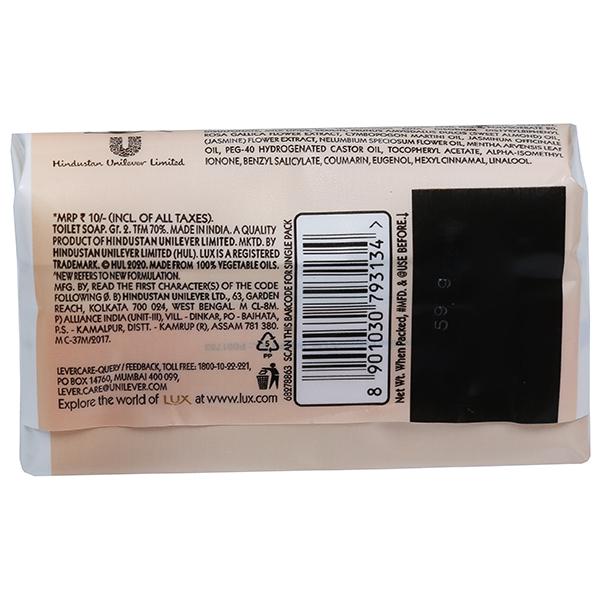 ROSA GALLICA FLOWER EXTRACT, CYMBOPOGON MARTINI OIL, JASMINUM OFFICINALE
(JASMINE) FLOWER EXTRACT, NELUMBIUM SPECIOSUM FLOWER OIL, MENTHA ARVENSIS LEAF
OIL, PEG-40 HYDROGENATED CASTOR OIL, TOCOPHERYL ACETATE, ALPHA-ISOMETHYL
IONONE, BENZYL SALICYLATE, COUMARIN, EUGENOL, HEXYL CINNAMAL, LINALOOL.
Hindustan Unilever Limited
*MRP ₹ 10/- (INCL. OF ALL TAXES).
TOILET SOAP. Gr. 2. TFM 70%. MADE IN INDIA. A QUALITY
PRODUCT OF HINDUSTAN UNILEVER LIMITED. MKTD. BY
HINDUSTAN UNILEVER LIMITED (HUL). LUX IS A REGISTERED
TRADEMARK. © HUL 2020. MADE FROM 100% VEGETABLE OILS.
*NEW REFERS TO NEW FORMULATION.
MFG. BY, READ THE FIRST CHARACTER(S) OF THE CODE
FOLLOWING Ø. B) HINDUSTAN UNILEVER LTD., 63, GARDEN
REACH, KOLKATA 700 024, WEST BENGAL. M CL-8M.
P) ALLIANCE INDIA (UNIT-III), VILL. - DINKAR, PO - BAIHATA,
P.S. - KAMALPUR, DISTT. - KAMRUP (R), ASSAM 781 380.
M C-37M/2017.
LEVERCARE-QUERY/FEEDBACK, TOLL FREE: 1800-10-22-221,
PO BOX 14760, MUMBAI 400 099,
LEVER.CARE@UNILEVER.COM
Explore the world of LUX at www.lux.com
5
PP
68278863 SCAN THIS BARCODE FOR SINGLE PACK
8 901030 793134 >
Net Wt. When Packed, #MFD. & @USE BEFORE.↓
59 g